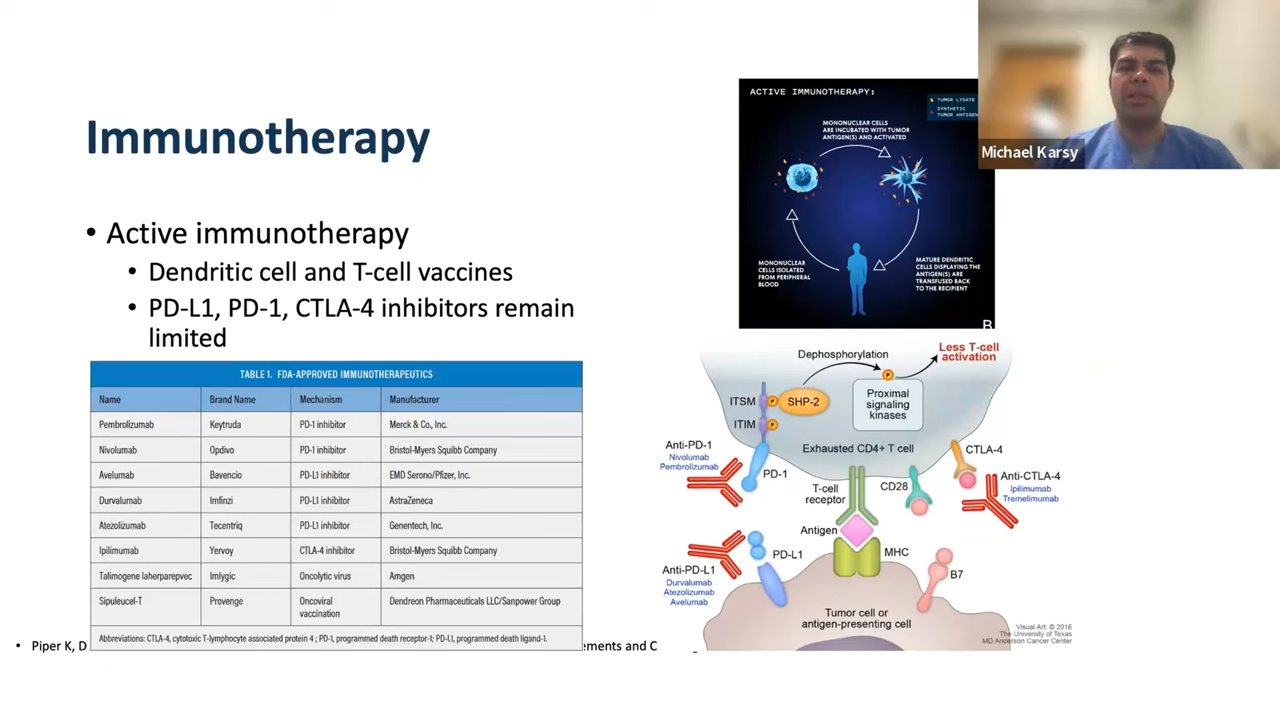 Immunotherapy
• Active immunotherapy
• Dendritic cell and T-cell vaccines
• PD-L1, PD-1, CTLA-4 inhibitors remain
limited
TABLE 1. FDA-APPROVED IMMUNOTHERAPEUTICS
Name Brand Name Mechanism Manufacturer
Pembrolizumab Keytruda PD-1 inhibitor Merck & Co., Inc.
Nivolumab Opdivo PD-1 inhibitor Bristol-Myers Squibb Company
Avelumab Bavencio PD-L1 inhibitor EMD Serono/Pfizer, Inc.
Durvalumab Imfinzi PD-L1 inhibitor AstraZeneca
Atezolizumab Tecentriq PD-L1 inhibitor Genentech, Inc.
Ipilimumab Yervoy CTLA-4 inhibitor Bristol-Myers Squibb Company
Talimogene laherparepvec Imlygic Oncolytic virus Amgen
Sipuleucel-T Provenge Oncoviral Dendreon Pharmaceuticals LLC/Sanpower Group
vaccination
Abbreviations: CTLA-4, cytotoxic T-lymphocyte associated protein 4 ; PD-1, programmed death receptor-1; PD-L1, programmed death ligand-1.
• Piper K, D
ements and C
ACTIVE IMMUNOTHERAPY:
TUMOR LYSATE
SYNTHETIC
TUMOR ANTIGEN
MONONUCLEAR CELLS
ARE INCUBATED WITH TUMOR
ANTIGEN(S) AND ACTIVATED
MONONUCLEAR
CELLS ISOLATED
FROM PERIPHERAL
BLOOD
MATURE DENDRITIC
CELLS DISPLAYING THE
ANTIGEN(S) ARE
TRANSFUSED BACK
TO THE RECIPIENT
B
Michael Karsy
Dephosphorylation
Less T-cell
activation
P
ITSM
P
SHP-2
ITIM
P
Proximal
signaling
kinases
Exhausted CD4+ T cell
Anti-PD-1
Nivolumab
Pembrolizumab
PD-1
T-cell
receptor
CD28
CTLA-4
Anti-CTLA-4
Ipilimumab
Tremelimumab
Antigen
MHC
PD-L1
B7
Anti-PD-L1
Durvalumab
Atezolizumab
Avelumab
Tumor cell or
antigen-presenting cell
Visual Art: © 2016
The University of Texas
MD Anderson Cancer Center